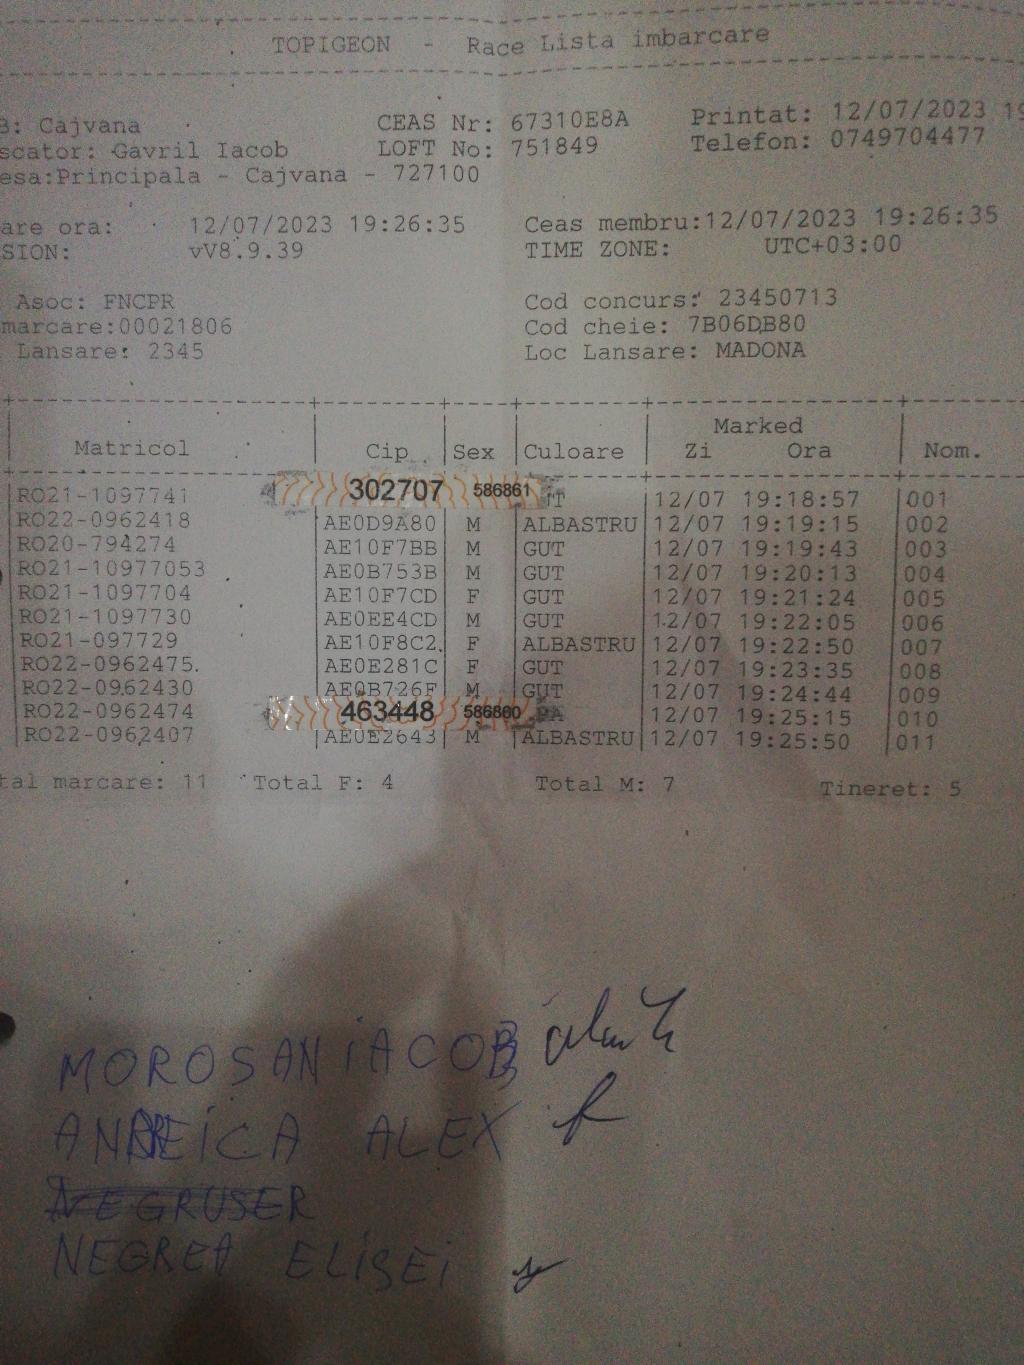 TOPIGEON - Race Lista imbarcare
B: Cajvana CEAS Nr: 67310E8A Printat: 12/07/2023 19
scator: Gavril Iacob LOFT No: 751849 Telefon: 0749704477
esa:Principala - Cajvana - 727100
are ora: 12/07/2023 19:26:35 Ceas membru:12/07/2023 19:26:35
SION: vV8.9.39 TIME ZONE: UTC+03:00
Asoc: FNCPR Cod concurs: 23450713
marcare:00021806 Cod cheie: 7B06DB80
Lansare: 2345 Loc Lansare: MADONA
Marked
Matricol Cip Sex Culoare Zi Ora Nom.
RO21-1097741 302707 586861 T 12/07 19:18:57 001
RO22-0962418 AE0D9A80 M ALBASTRU 12/07 19:19:15 002
RO20-794274 AE10F7BB M GUT 12/07 19:19:43 003
RO21-10977053 AE0B753B M GUT 12/07 19:20:13 004
RO21-1097704 AE10F7CD F GUT 12/07 19:21:24 005
RO21-1097730 AE0EE4CD M GUT 12/07 19:22:05 006
RO21-097729 AE10F8C2 F ALBASTRU 12/07 19:22:50 007
RO22-0962475. AE0E281C F GUT 12/07 19:23:35 008
RO22-0962430 AE0B726F M GUT 12/07 19:24:44 009
RO22-0962474 463448 586860 12/07 19:25:15 010
RO22-0962407 AE0E2643 M ALBASTRU 12/07 19:25:50 011
tal marcare: 11 Total F: 4 Total M: 7 Tineret: 5
MOROSAN IACOB
ANDREICA ALEX
NEGRUSER
NEGREA ELISEI